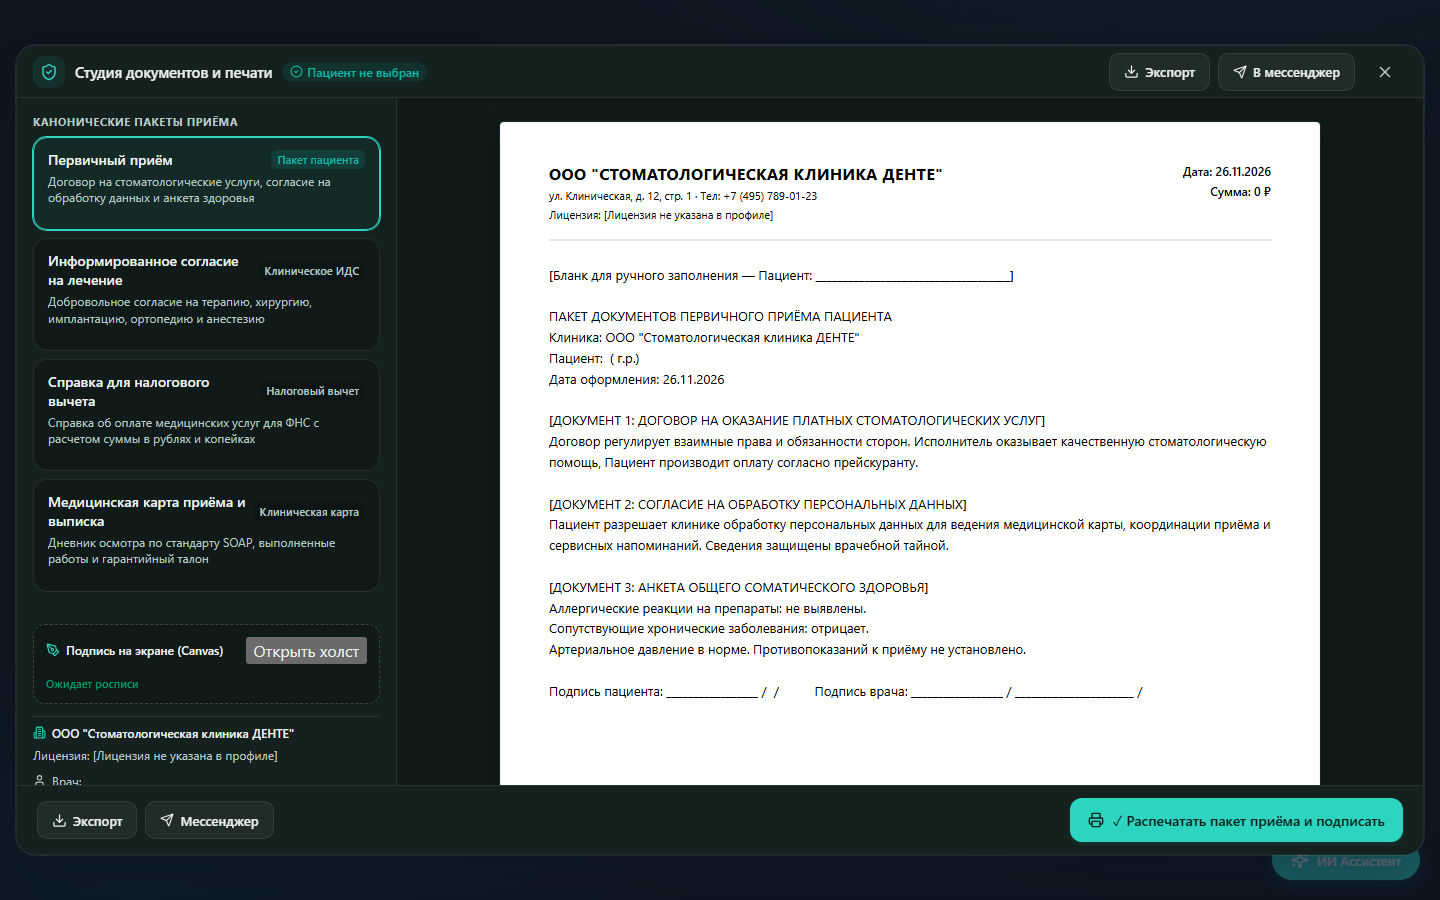 Студия документов и печати
Пациент не выбран
Экспорт
В мессенджер
КАНОНИЧЕСКИЕ ПАКЕТЫ ПРИЁМА
Первичный приём
Пакет пациента
Договор на стоматологические услуги, согласие на
обработку данных и анкета здоровья
Информированное согласие
на лечение
Клиническое ИДС
Добровольное согласие на терапию, хирургию,
имплантацию, ортопедию и анестезию
Справка для налогового
вычета
Налоговый вычет
Справка об оплате медицинских услуг для ФНС с
расчетом суммы в рублях и копейках
Медицинская карта приёма и
выписка
Клиническая карта
Дневник осмотра по стандарту SOAP, выполненные
работы и гарантийный талон
Подпись на экране (Canvas)
Открыть холст
Ожидает росписи
ООО "Стоматологическая клиника ДЕНТЕ"
Лицензия: [Лицензия не указана в профиле]
Врач:
ООО "СТОМАТОЛОГИЧЕСКАЯ КЛИНИКА ДЕНТЕ"
ул. Клиническая, д. 12, стр. 1 · Тел: +7 (495) 789-01-23
Лицензия: [Лицензия не указана в профиле]
Дата: 26.11.2026
Сумма: 0 ₽
[Бланк для ручного заполнения — Пациент: ______________________________]
ПАКЕТ ДОКУМЕНТОВ ПЕРВИЧНОГО ПРИЁМА ПАЦИЕНТА
Клиника: ООО "Стоматологическая клиника ДЕНТЕ"
Пациент:  ( г.р.)
Дата оформления: 26.11.2026
[ДОКУМЕНТ 1: ДОГОВОР НА ОКАЗАНИЕ ПЛАТНЫХ СТОМАТОЛОГИЧЕСКИХ УСЛУГ]
Договор регулирует взаимные права и обязанности сторон. Исполнитель оказывает качественную стоматологическую
помощь, Пациент производит оплату согласно прейскуранту.
[ДОКУМЕНТ 2: СОГЛАСИЕ НА ОБРАБОТКУ ПЕРСОНАЛЬНЫХ ДАННЫХ]
Пациент разрешает клинике обработку персональных данных для ведения медицинской карты, координации приёма и
сервисных напоминаний. Сведения защищены врачебной тайной.
[ДОКУМЕНТ 3: АНКЕТА ОБЩЕГО СОМАТИЧЕСКОГО ЗДОРОВЬЯ]
Аллергические реакции на препараты: не выявлены.
Сопутствующие хронические заболевания: отрицает.
Артериальное давление в норме. Противопоказаний к приёму не установлено.
Подпись пациента: ______________ /  /          Подпись врача: ______________ / __________________ /
Экспорт
Мессенджер
✓ Распечатать пакет приёма и подписать
ИИ Ассистент